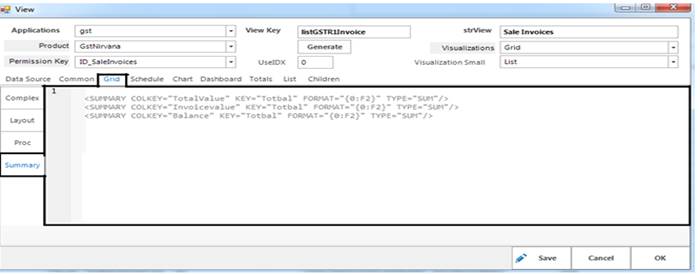 View
Applications gst View Key listGSTR1Invoice strView Sale Invoices
Product GstNirvana Generate Visualizations Grid
Permission Key ID_SaleInvoices UseIDX 0 Visualization Small List
Data Source Common Grid Schedule Chart Dashboard Totals List Children
Complex
Layout
Proc
Summary
1
<SUMMARY COLKEY="TotalValue" KEY="Totbal" FORMAT="{0:F2}" TYPE="SUM"/>
<SUMMARY COLKEY="Invoicevalue" KEY="Totbal" FORMAT="{0:F2}" TYPE="SUM"/>
<SUMMARY COLKEY="Balance" KEY="Totbal" FORMAT="{0:F2}" TYPE="SUM"/>
Save Cancel OK